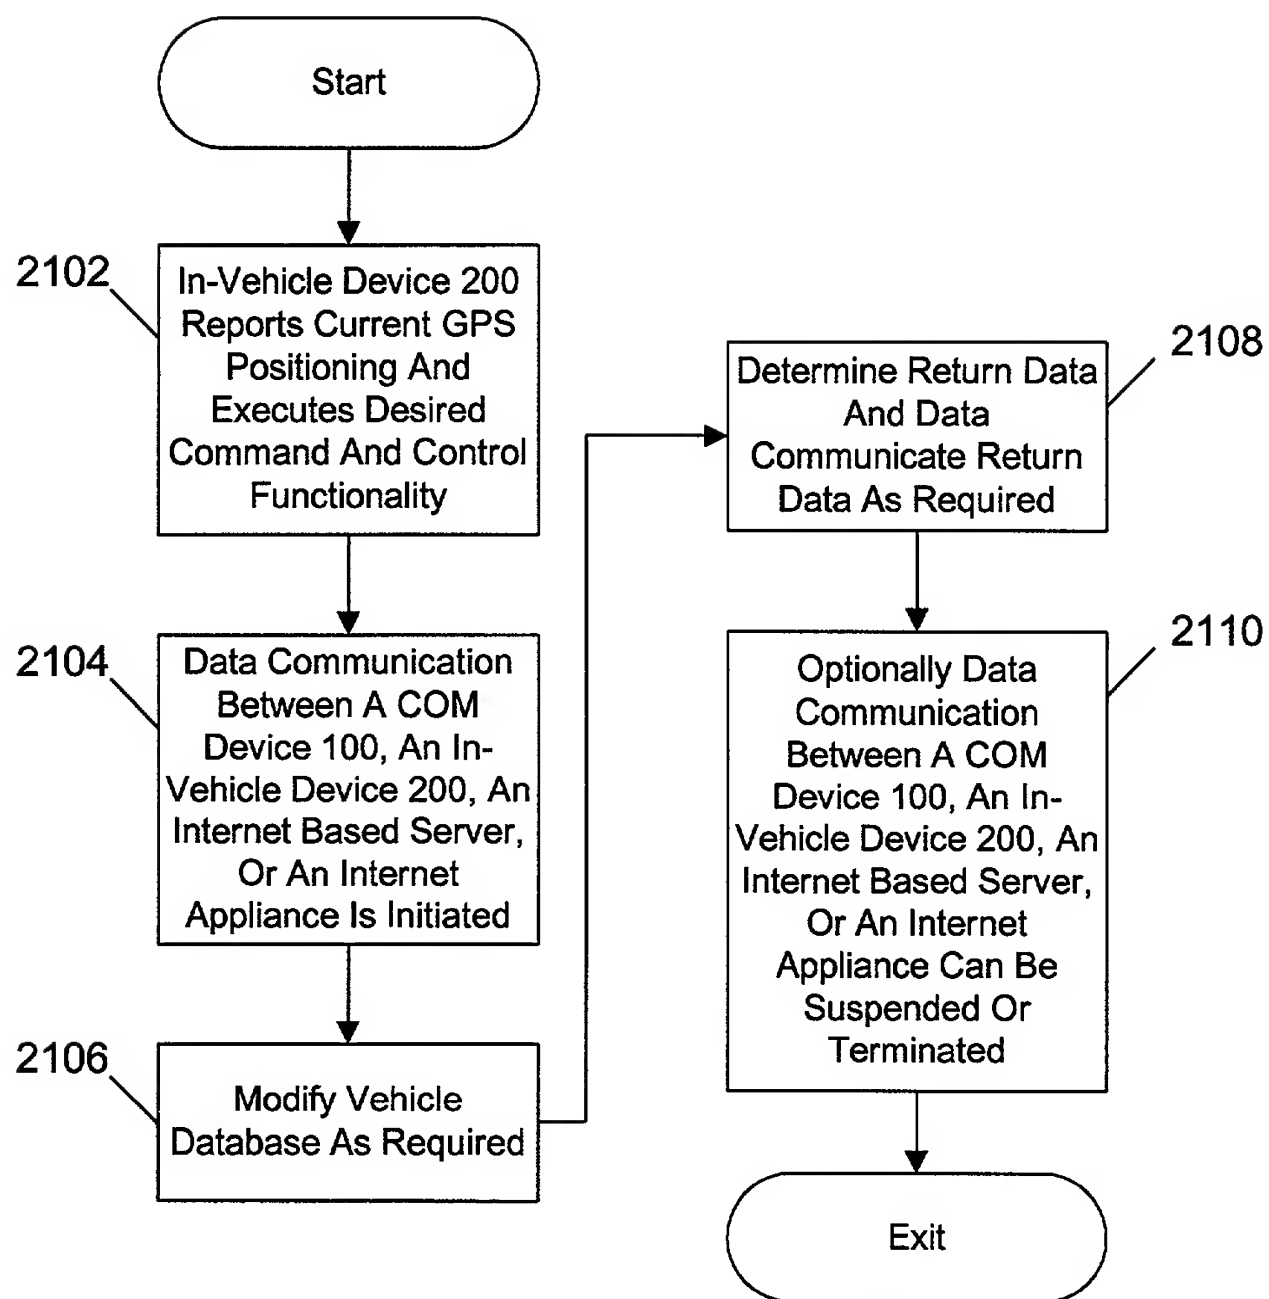 Start
2102
In-Vehicle Device 200
Reports Current GPS
Positioning And
Executes Desired
Command And Control
Functionality
2104
Data Communication
Between A COM
Device 100, An In-
Vehicle Device 200, An
Internet Based Server,
Or An Internet
Appliance Is Initiated
2106
Modify Vehicle
Database As Required
2108
Determine Return Data
And Data
Communicate Return
Data As Required
2110
Optionally Data
Communication
Between A COM
Device 100, An In-
Vehicle Device 200, An
Internet Based Server,
Or An Internet
Appliance Can Be
Suspended Or
Terminated
Exit